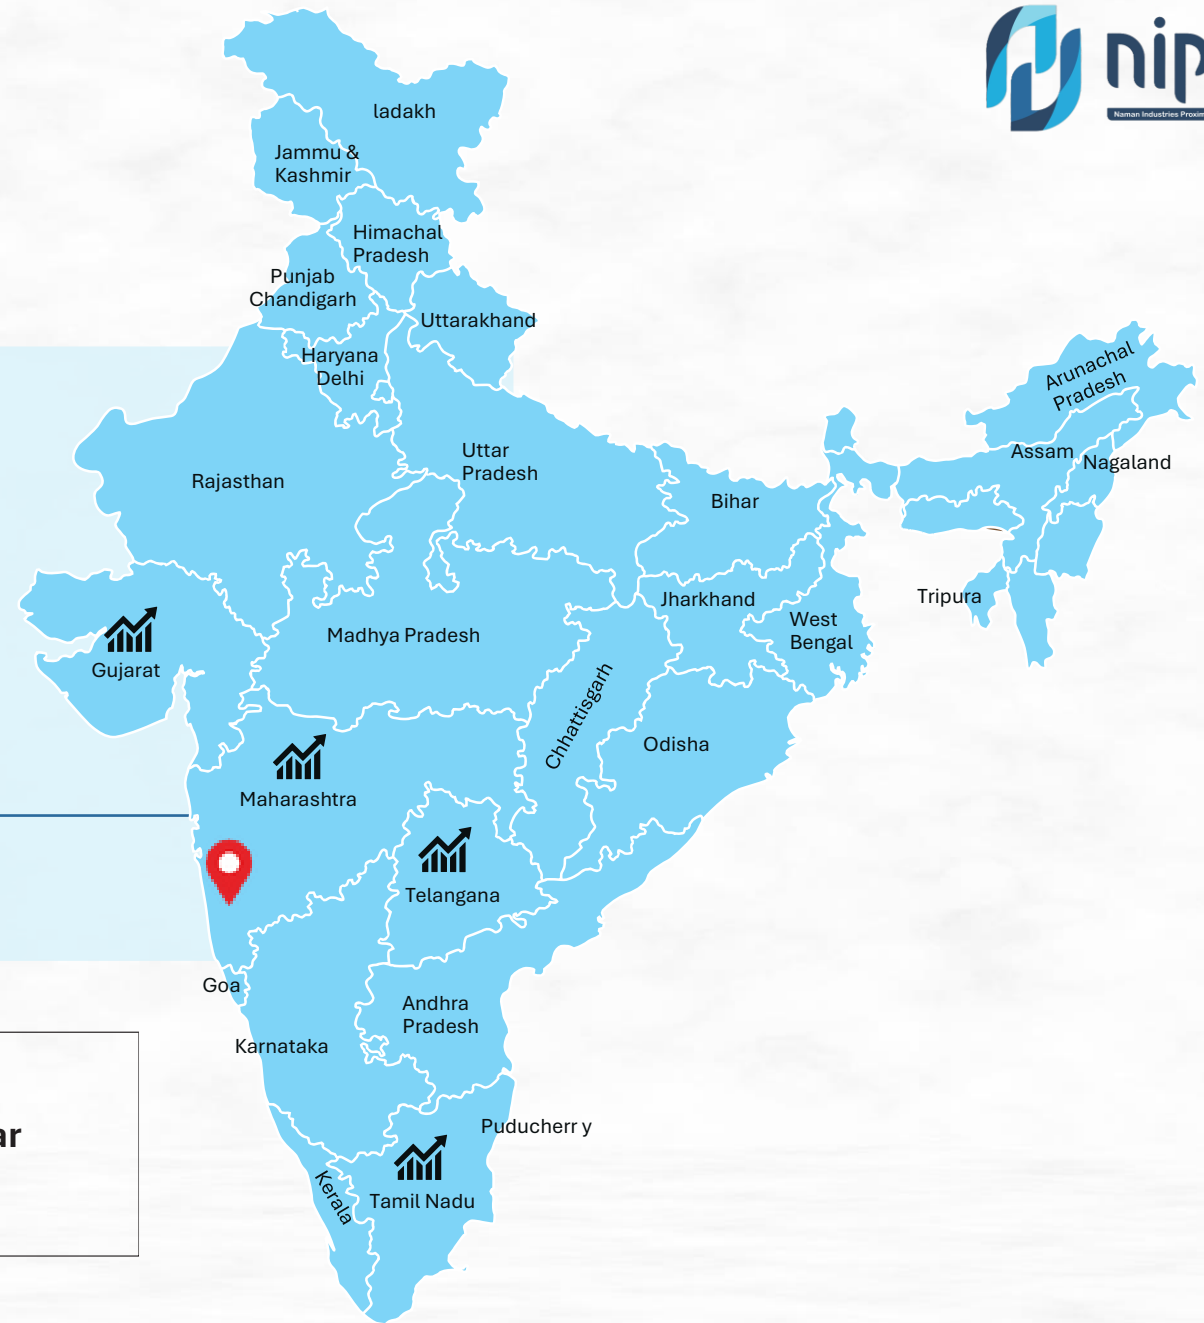 nip
Naman Industries Proxim
ladakh
Jammu &
Kashmir
Himachal
Pradesh
Punjab
Chandigarh
Uttarakhand
Haryana
Delhi
Arunachal
Pradesh
Assam
Nagaland
Uttar
Pradesh
Rajasthan
Bihar
Tripura
Jharkhand
West
Bengal
Madhya Pradesh
Gujarat
Chhattisgarh
Odisha
Maharashtra
Telangana
Goa
Andhra
Pradesh
Karnataka
ar
Puducherr y
Kerala
Tamil Nadu